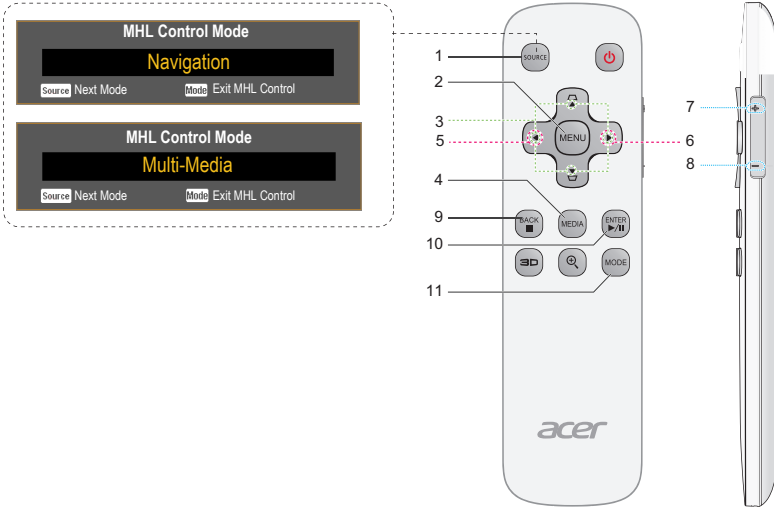 MHL Control Mode
Navigation
Source Next Mode Mode Exit MHL Control
MHL Control Mode
Multi-Media
Source Next Mode Mode Exit MHL Control
1
SOURCE
2
3
MENU
5
6
7
+
8
-
4
9
BACK
MEDIA
ENTER
10
3D
MODE
11
acer